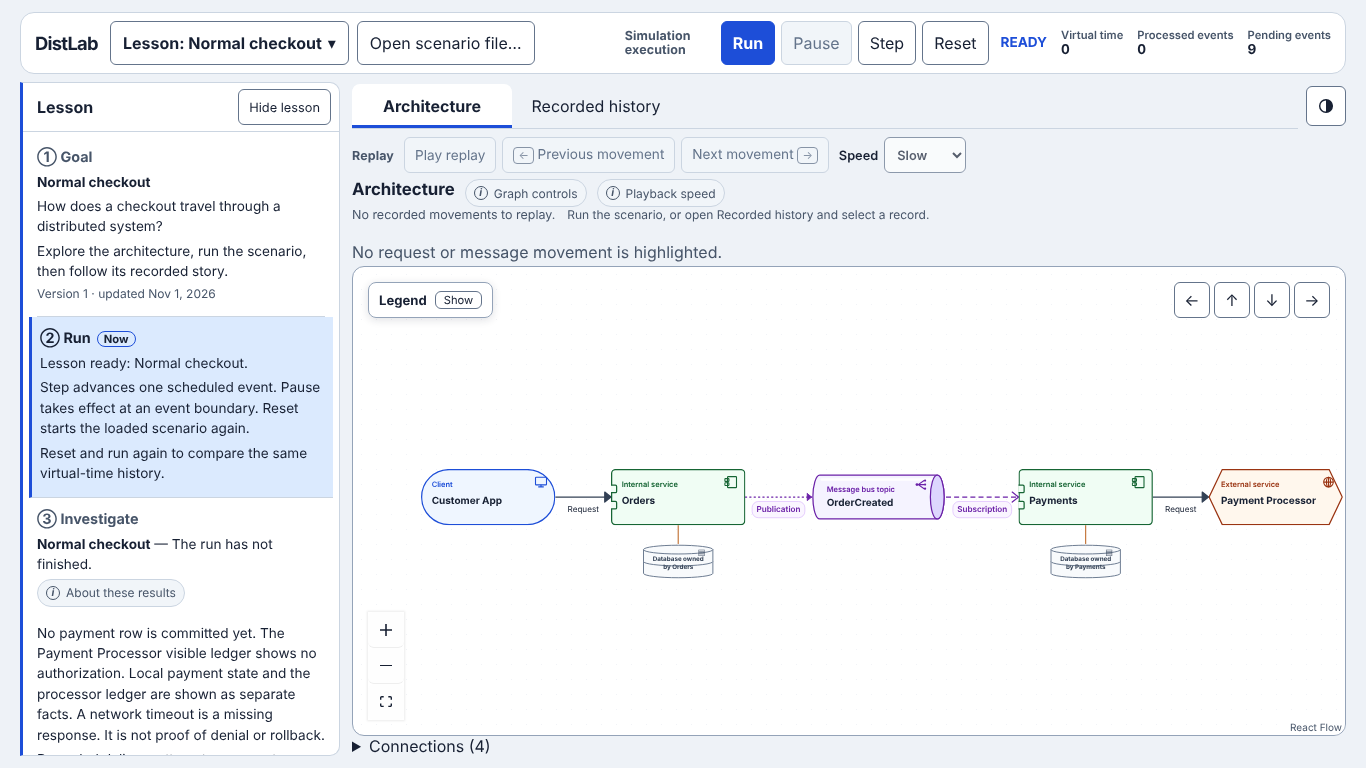 DistLab
Lesson: Normal checkout ▾
Open scenario file...
Simulation
execution
Run
Pause
Step
Reset
READY
Virtual time
0
Processed events
0
Pending events
9
Lesson
Hide lesson
① Goal
Normal checkout
How does a checkout travel through a
distributed system?
Explore the architecture, run the scenario,
then follow its recorded story.
Version 1 · updated Nov 1, 2026
② Run Now
Lesson ready: Normal checkout.
Step advances one scheduled event. Pause
takes effect at an event boundary. Reset
starts the loaded scenario again.
Reset and run again to compare the same
virtual-time history.
③ Investigate
Normal checkout — The run has not
finished.
i About these results
No payment row is committed yet. The
Payment Processor visible ledger shows no
authorization. Local payment state and the
processor ledger are shown as separate
facts. A network timeout is a missing
response. It is not proof of denial or rollback.
Architecture
Recorded history
Replay
Play replay
← Previous movement
Next movement →
Speed
Slow
Architecture
i Graph controls
i Playback speed
No recorded movements to replay. Run the scenario, or open Recorded history and select a record.
No request or message movement is highlighted.
Legend
Show
← ↑ ↓ →
Client
Customer App
Request
Internal service
Orders
Database owned
by Orders
Publication
Message bus topic
OrderCreated
Subscription
Internal service
Payments
Database owned
by Payments
Request
External service
Payment Processor
React Flow
▶ Connections (4)